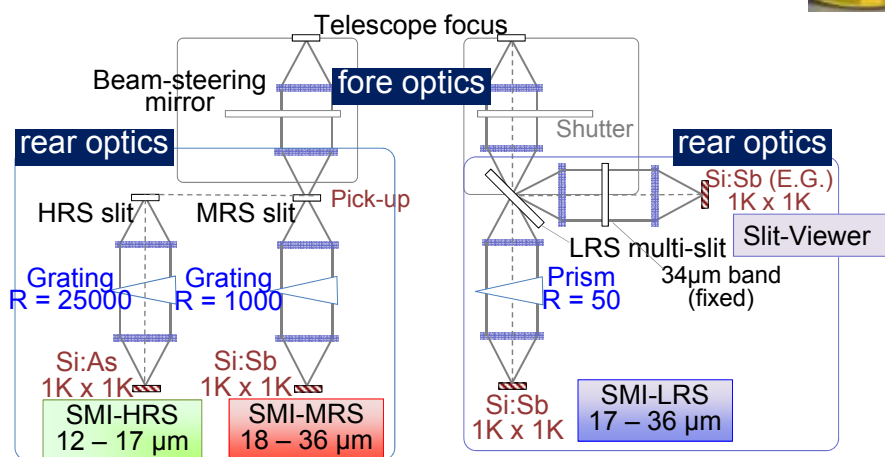 Telescope focus
Beam-steering
mirror
fore optics
Shutter
rear optics
rear optics
HRS slit
MRS slit
Pick-up
Si:Sb (E.G.)
1K x 1K
Slit-Viewer
LRS multi-slit
34μm band
(fixed)
Grating
R = 25000
Grating
R = 1000
Prism
R = 50
Si:As
1K x 1K
Si:Sb
1K x 1K
Si:Sb
1K x 1K
SMI-HRS
12 – 17 μm
SMI-MRS
18 – 36 μm
SMI-LRS
17 – 36 μm